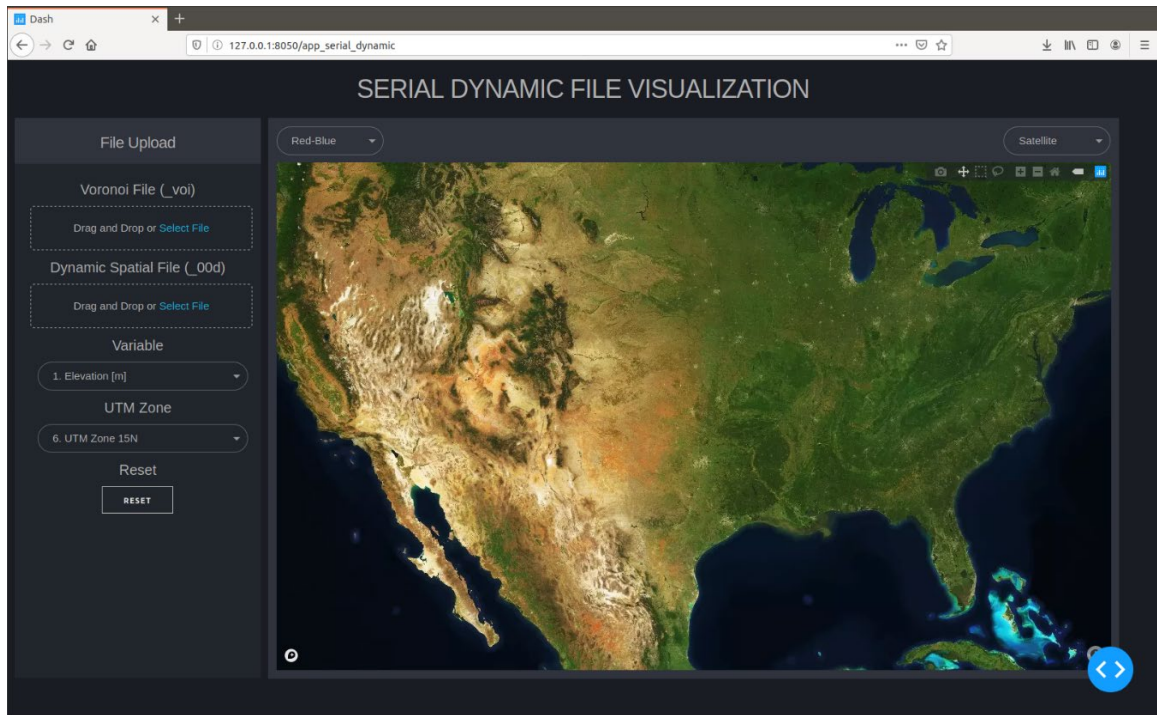 Dash
127.0.0.1:8050/app_serial_dynamic
SERIAL DYNAMIC FILE VISUALIZATION
File Upload
Voronoi File (_voi)
Drag and Drop or Select File
Dynamic Spatial File (_00d)
Drag and Drop or Select File
Variable
1. Elevation [m]
UTM Zone
6. UTM Zone 15N
Reset
RESET
Red-Blue
Satellite